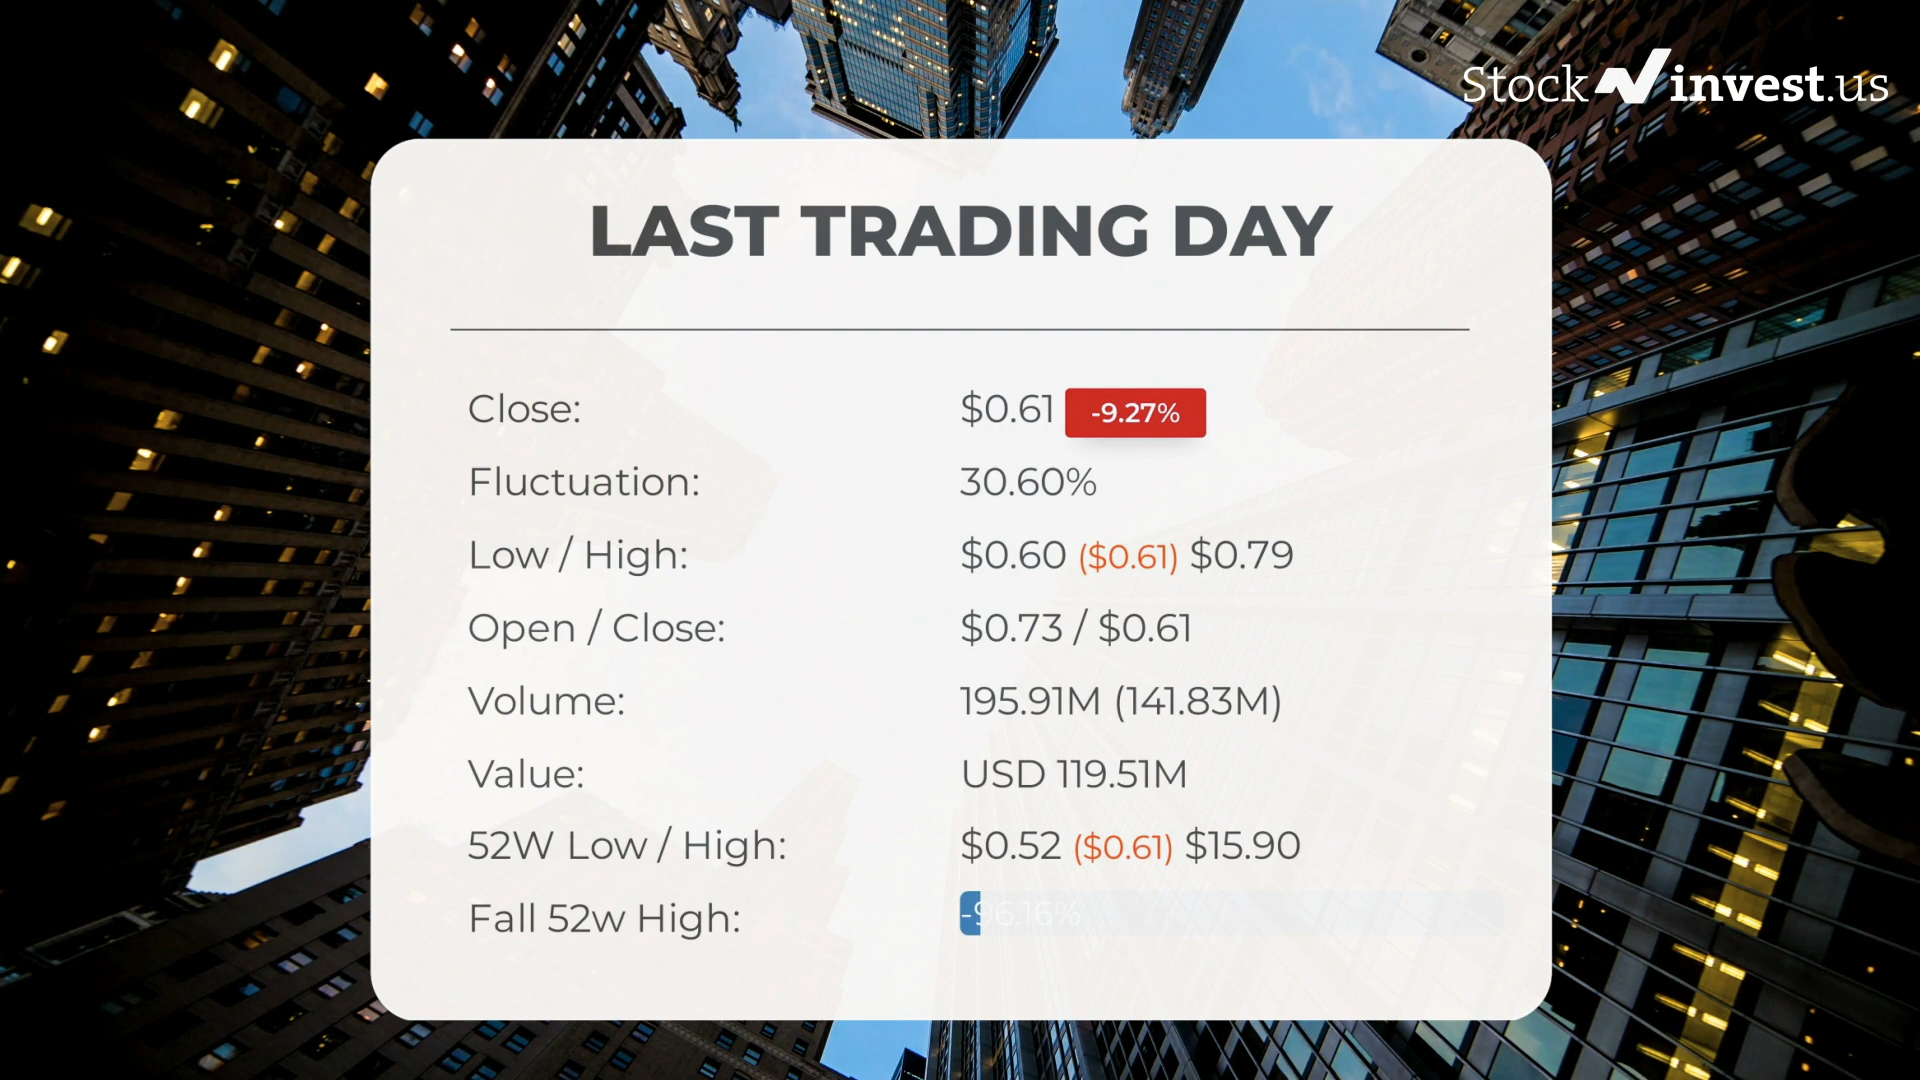 Stock invest.us
LAST TRADING DAY
Close: $0.61 -9.27%
Fluctuation: 30.60%
Low / High: $0.60 ($0.61) $0.79
Open / Close: $0.73 / $0.61
Volume: 195.91M (141.83M)
Value: USD 119.51M
52W Low / High: $0.52 ($0.61) $15.90
Fall 52w High: -96.16%